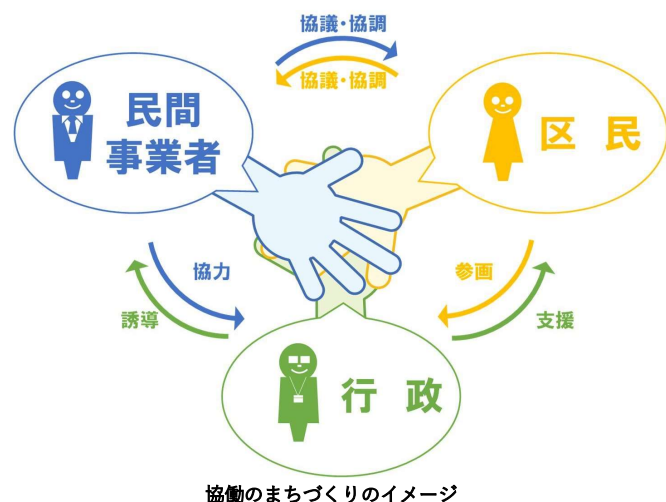 協議・協調
協議・協調
民間
事業者
区民
協力
誘導
参画
支援
行政
協働のまちづくりのイメージ